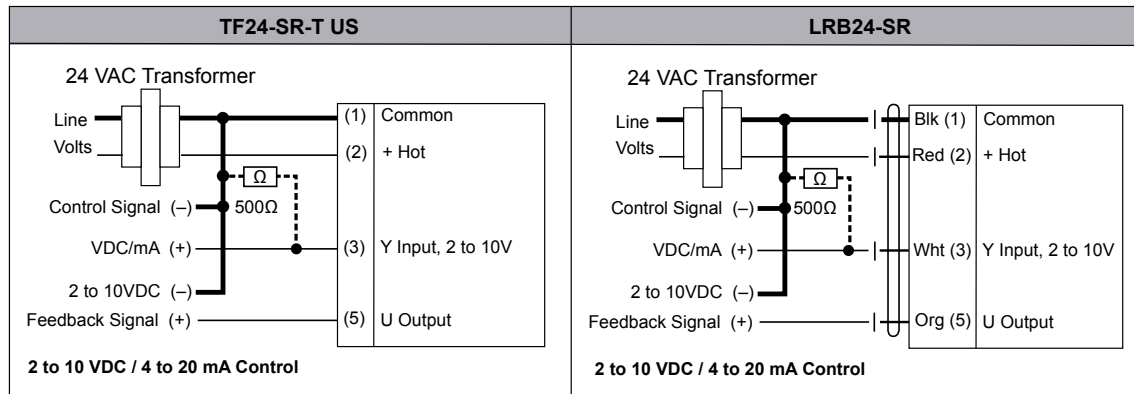 TF24-SR-T US
24 VAC Transformer
Line
Volts
(1) Common
(2) + Hot
Ω
500Ω
Control Signal (–)
VDC/mA (+)
(3) Y Input, 2 to 10V
2 to 10VDC (–)
Feedback Signal (+)
(5) U Output
2 to 10 VDC / 4 to 20 mA Control
LRB24-SR
24 VAC Transformer
Line
Volts
Blk (1) Common
Red (2) + Hot
Ω
500Ω
Control Signal (–)
VDC/mA (+)
Wht (3) Y Input, 2 to 10V
2 to 10VDC (–)
Feedback Signal (+)
Org (5) U Output
2 to 10 VDC / 4 to 20 mA Control